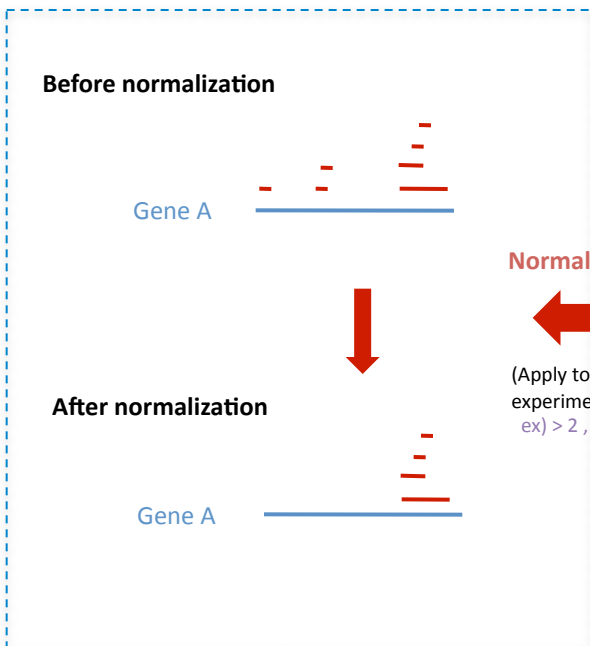 Before normalization
Gene A
Normal
(Apply to
experime
ex) > 2 ,
After normalization
Gene A